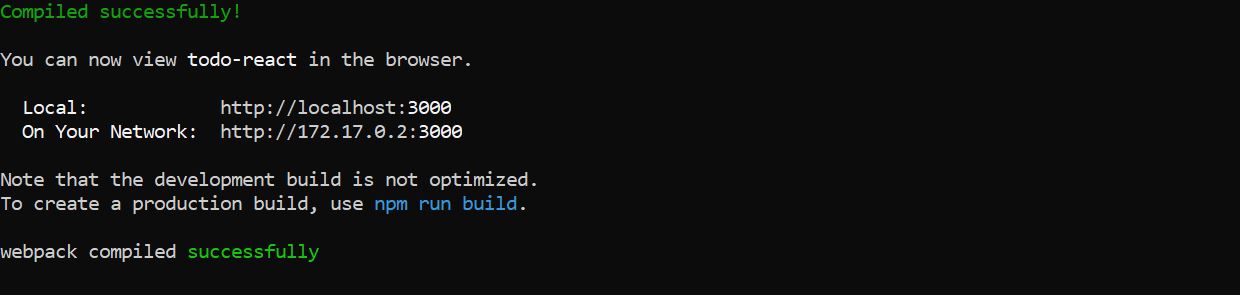 Compiled successfully!
You can now view todo-react in the browser.
Local: http://localhost:3000
On Your Network: http://172.17.0.2:3000
Note that the development build is not optimized.
To create a production build, use npm run build.
webpack compiled successfully